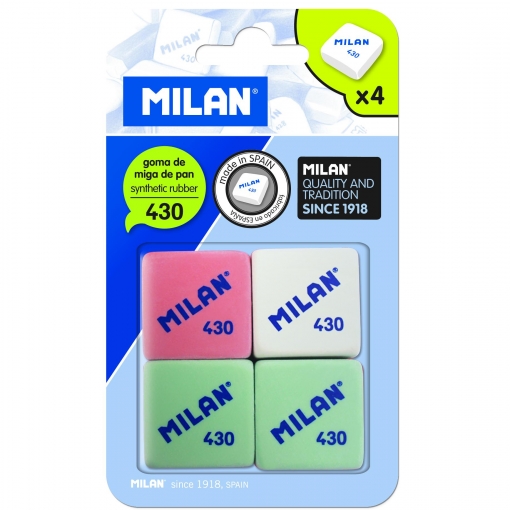 MILAN
430
x4
MILAN®
goma de
miga de pan
synthetic rubber
430
made in SPAIN
MILAN
430
fabricado en ESPAÑA
MILAN®
QUALITY AND
TRADITION
SINCE 1918
MILAN®
430
MILAN®
430
MILAN®
430
MILAN®
430
MILAN® since 1918, SPAIN